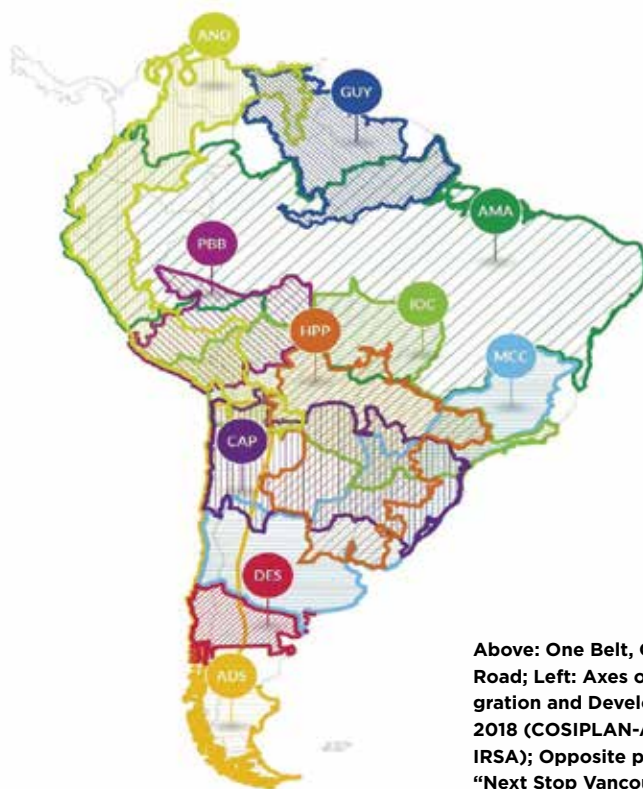 AND
GUY
AMA
PBB
IOC
HPP
MCC
CAP
DES
ADS
Above: One Belt, O
Road; Left: Axes o
gration and Develo
2018 (COSIPLAN-A
IRSA); Opposite p
“Next Stop Vancou